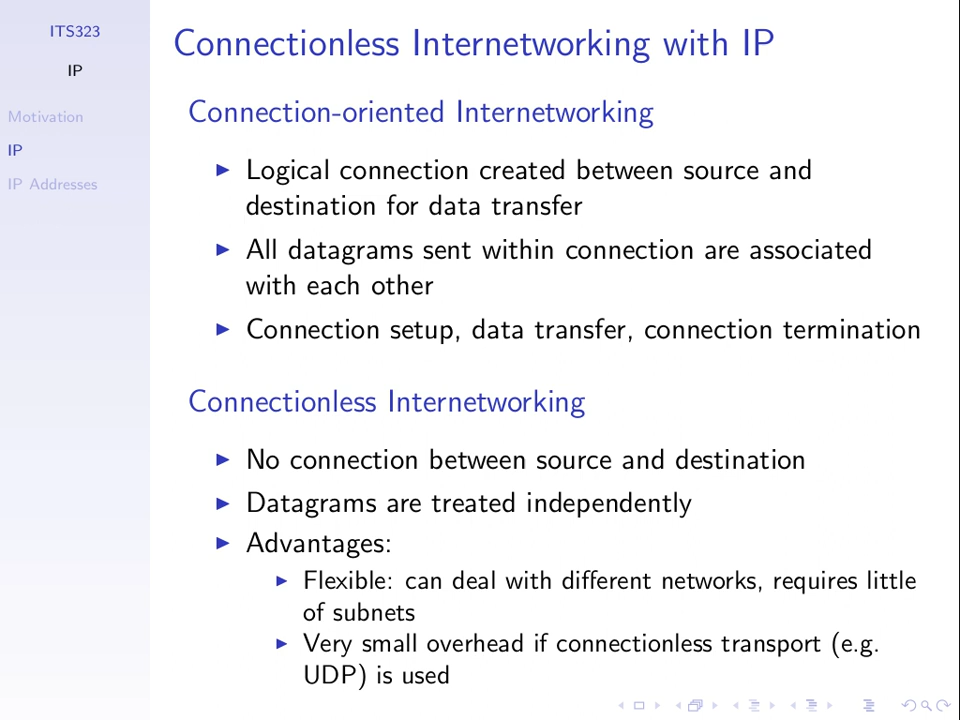 ITS323
IP
Motivation
IP
IP Addresses
Connectionless Internetworking with IP
Connection-oriented Internetworking
Logical connection created between source and
destination for data transfer
All datagrams sent within connection are associated
with each other
Connection setup, data transfer, connection termination
Connectionless Internetworking
No connection between source and destination
Datagrams are treated independently
Advantages:
Flexible: can deal with different networks, requires little
of subnets
Very small overhead if connectionless transport (e.g.
UDP) is used